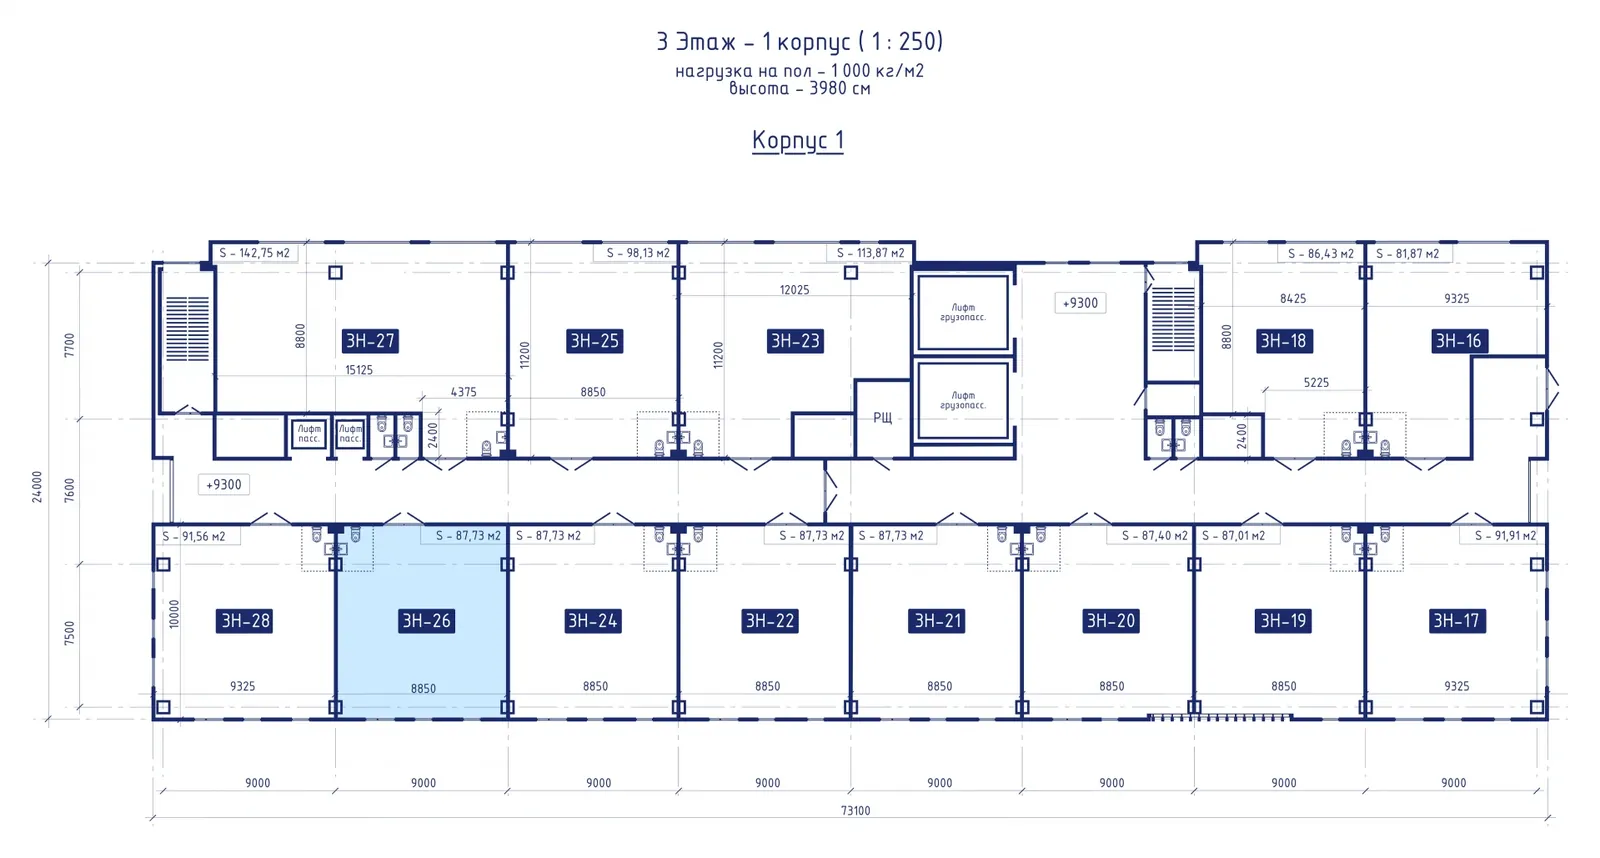 3 Этаж - 1 корпус ( 1 : 250)
нагрузка на пол - 1 000 кг/м2
высота - 3980 см
Корпус 1
S - 142,75 м2
S - 98,13 м2
S - 113,87 м2
S - 86,43 м2
S - 81,87 м2
12025
+9300
8425
9325
Лифт
грузопасс.
7700
8800
3Н-27
11200
3Н-25
11200
3Н-23
8800
3Н-18
3Н-16
15125
4375
8850
5225
Лифт
грузопасс.
РЩ
Лифт
пасс.
Лифт
пасс.
2400
2400
24000
7600
+9300
S - 91,56 м2
S - 87,73 м2
S - 87,73 м2
S - 87,73 м2
S - 87,73 м2
S - 87,40 м2
S - 87,01 м2
S - 91,91 м2
7500
10000
3Н-28
3Н-26
3Н-24
3Н-22
3Н-21
3Н-20
3Н-19
3Н-17
9325
8850
8850
8850
8850
8850
8850
9325
9000
9000
9000
9000
9000
9000
9000
9000
73100